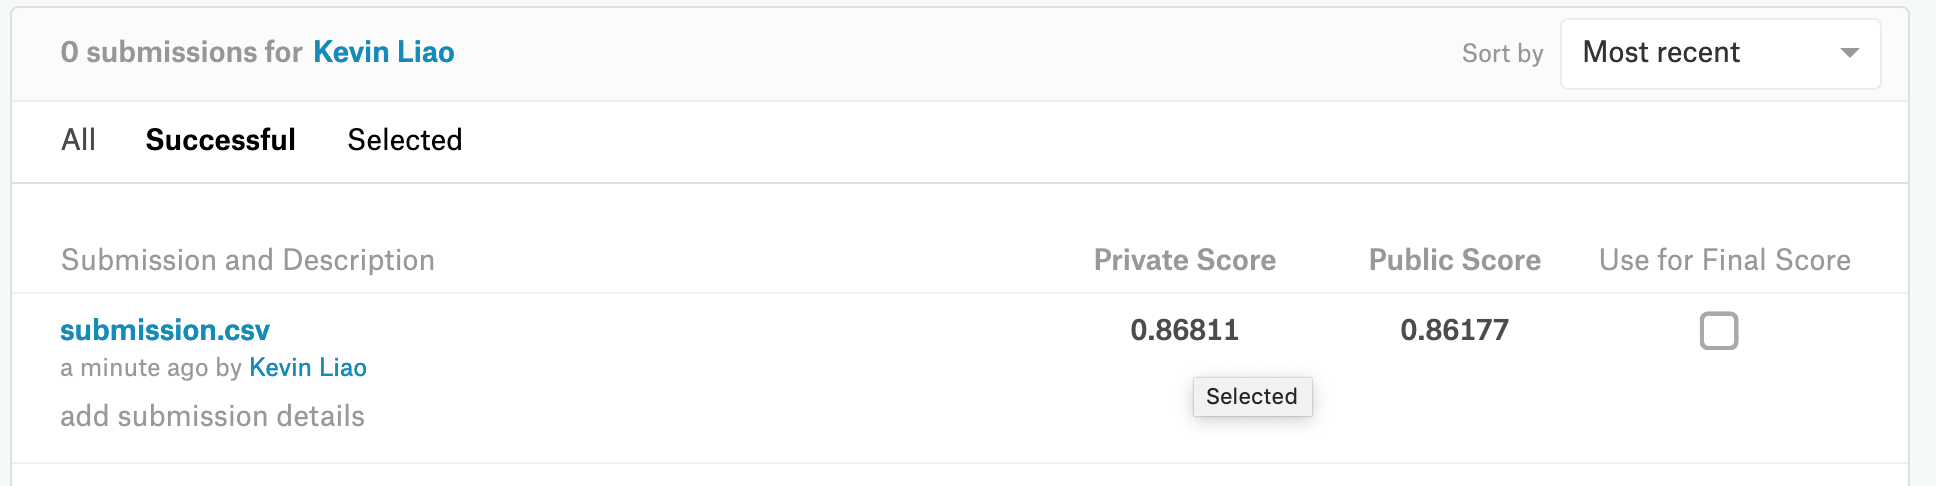 0 submissions for Kevin Liao
Sort by Most recent
All Successful Selected
Submission and Description Private Score Public Score Use for Final Score
submission.csv 0.86811 0.86177
a minute ago by Kevin Liao
Selected
add submission details